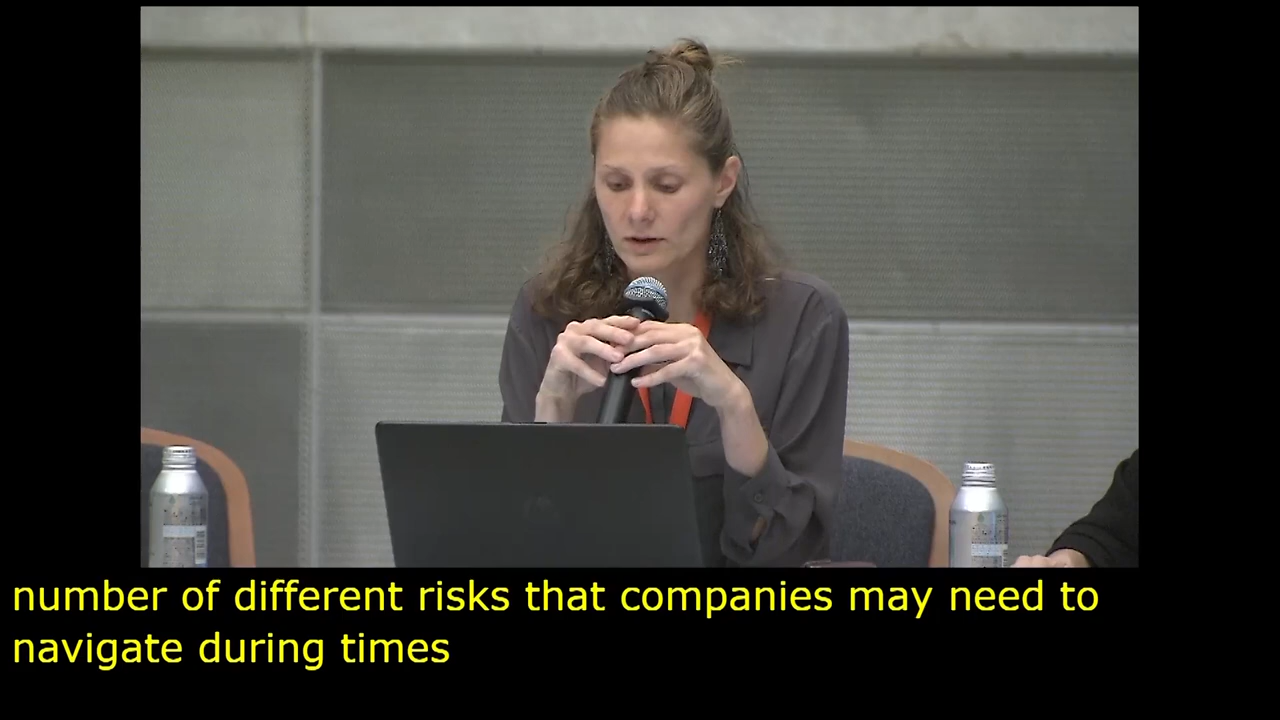 number of different risks that companies may need to
navigate during times